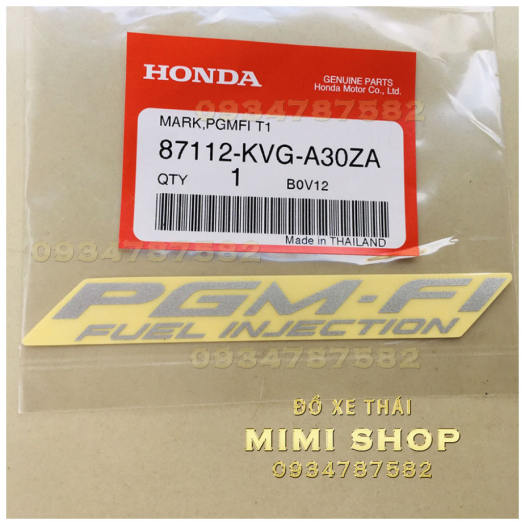 HONDA
GENUINE PARTS
Honda Motor Co., Ltd.
0934787582
MARK,PGMFI T1
87112-KVG-A30ZA
QTY 1 B0V12
Made in THAILAND
0934787582
PGM-FI
FUEL INJECTION
0934787582
ĐỒ XE THÁI
MIMI SHOP
0934787582